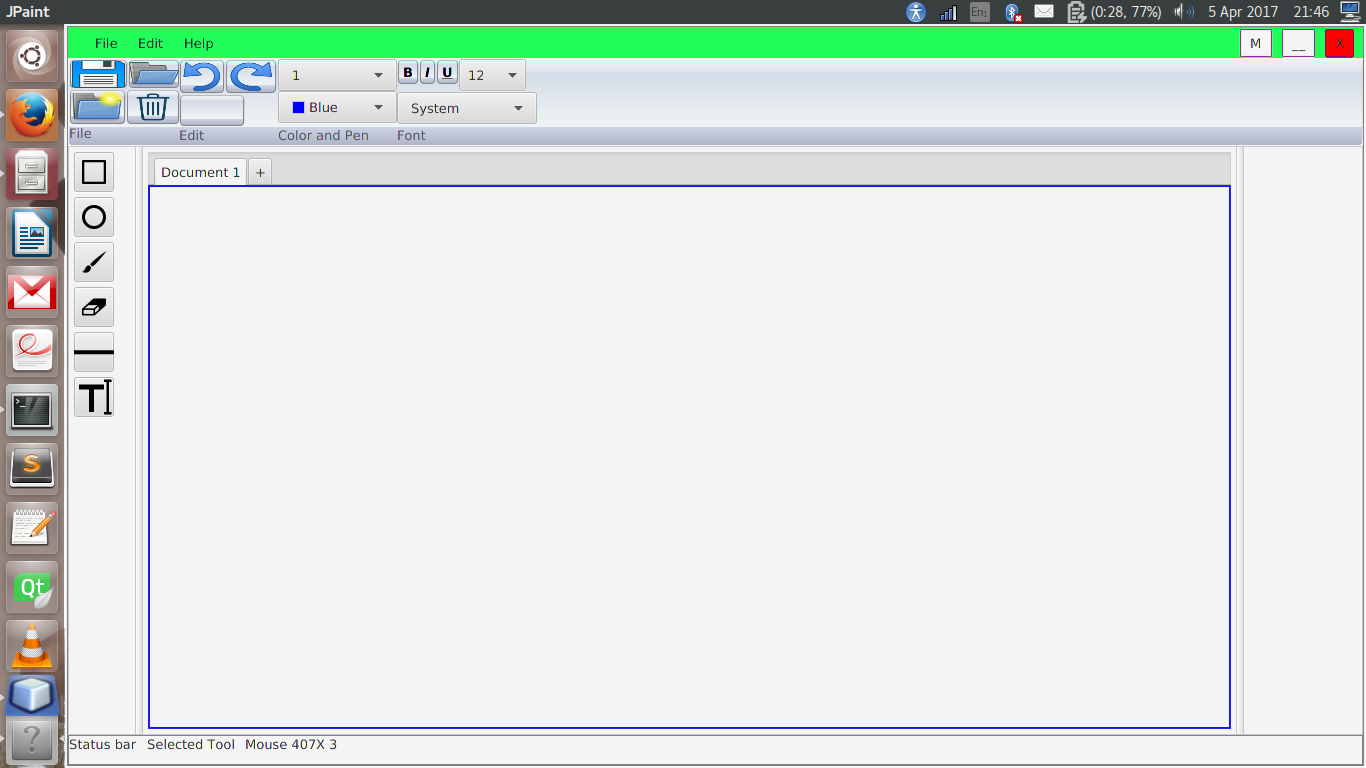 JPaint En₁ (0:28, 77%) 5 Apr 2017 21:46
File Edit Help M __ X
1 B I U 12
Blue System
File Edit Color and Pen Font
Document 1 +
T
>_
S
Qt
?
Status bar Selected Tool Mouse 407X 3